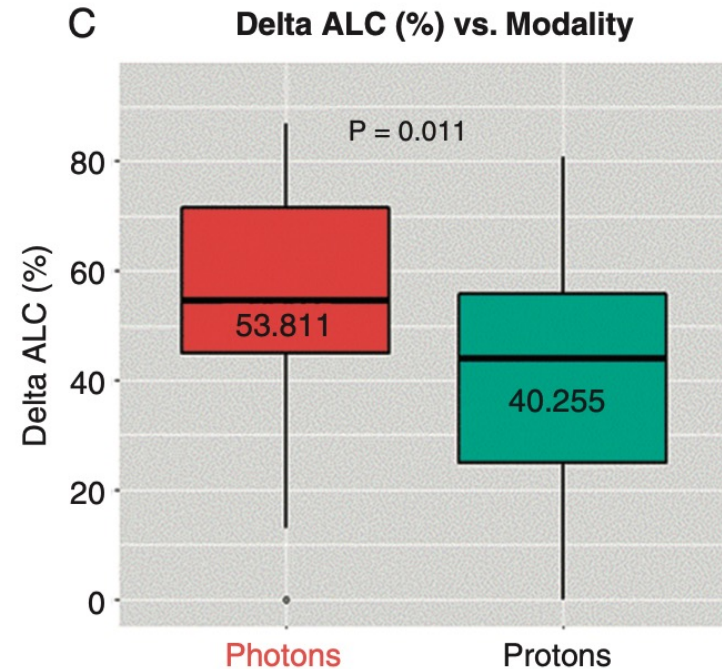 C
Delta ALC (%) vs. Modality
P = 0.011
Delta ALC (%)
80
60
40
20
0
53.811
40.255
Photons
Protons